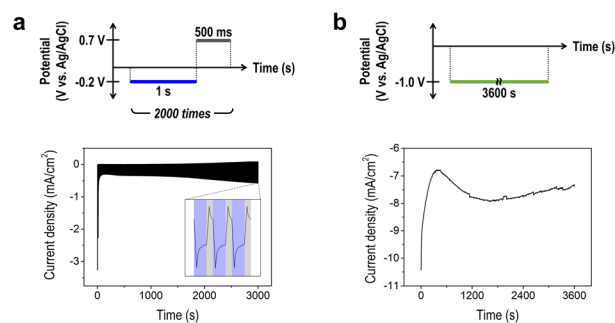 a
Potential
(V vs. Ag/AgCl)
0.7 V
-0.2 V
500 ms
1 s
Time (s)
2000 times
Current density (mA/cm²)
0
-1
-2
-3
0 1000 2000 3000
Time (s)
b
Potential
(V vs. Ag/AgCl)
-1.0 V
Time (s)
3600 s
Current density (mA/cm²)
-6
-7
-8
-9
-10
-11
0 1200 2400 3600
Time (s)